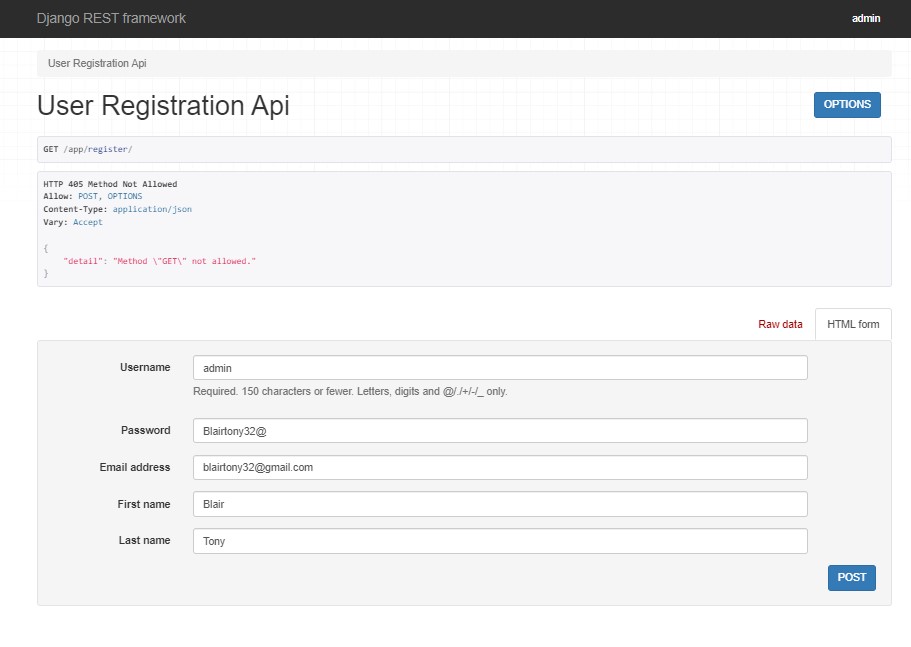 Django REST framework
admin
User Registration Api
User Registration Api
OPTIONS
GET /app/register/
HTTP 405 Method Not Allowed
Allow: POST, OPTIONS
Content-Type: application/json
Vary: Accept
{
"detail": "Method \"GET\" not allowed."
}
Raw data
HTML form
Username
admin
Required. 150 characters or fewer. Letters, digits and @/./+/-/_ only.
Password
Blairtony32@
Email address
blairtony32@gmail.com
First name
Blair
Last name
Tony
POST